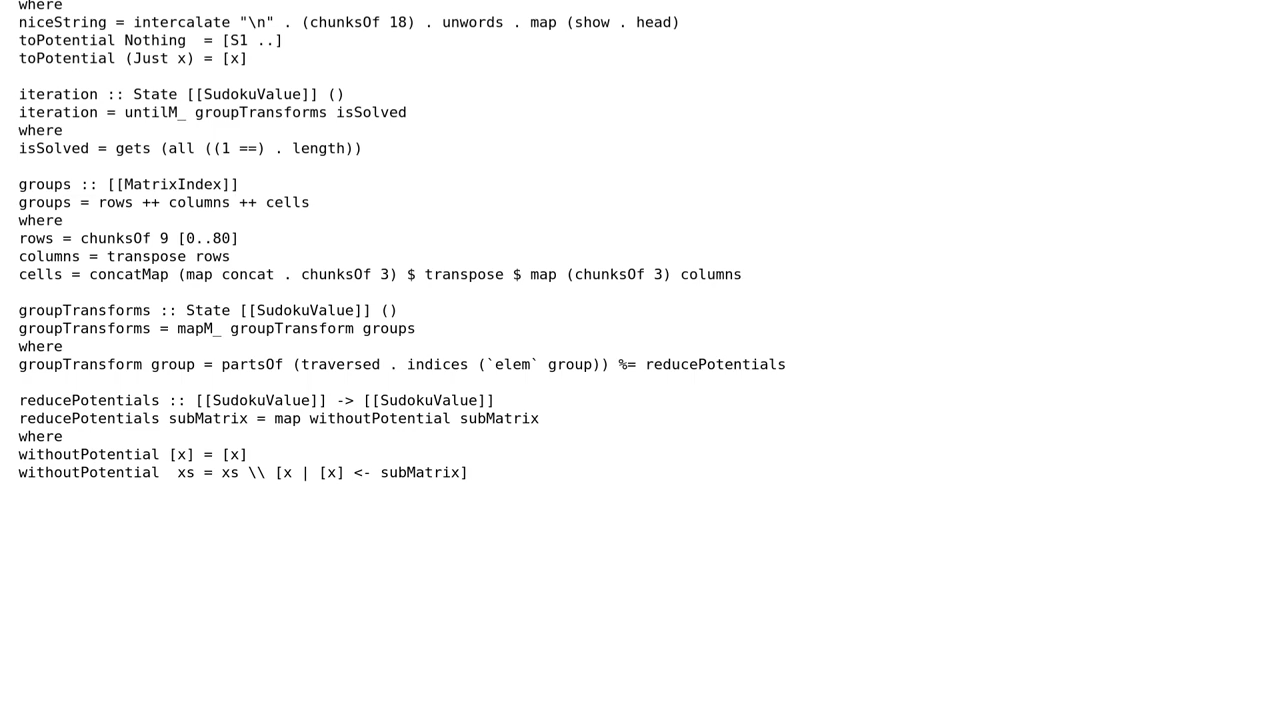 where
niceString = intercalate "\n" . (chunksOf 18) . unwords . map (show . head)
toPotential Nothing  = [S1 ..]
toPotential (Just x) = [x]
iteration :: State [[SudokuValue]] ()
iteration = untilM_ groupTransforms isSolved
where
isSolved = gets (all ((1 ==) . length))
groups :: [[MatrixIndex]]
groups = rows ++ columns ++ cells
where
rows = chunksOf 9 [0..80]
columns = transpose rows
cells = concatMap (map concat . chunksOf 3) $ transpose $ map (chunksOf 3) columns
groupTransforms :: State [[SudokuValue]] ()
groupTransforms = mapM_ groupTransform groups
where
groupTransform group = partsOf (traversed . indices (`elem` group)) %= reducePotentials
reducePotentials :: [[SudokuValue]] -> [[SudokuValue]]
reducePotentials subMatrix = map withoutPotential subMatrix
where
withoutPotential [x] = [x]
withoutPotential  xs = xs \\ [x | [x] <- subMatrix]